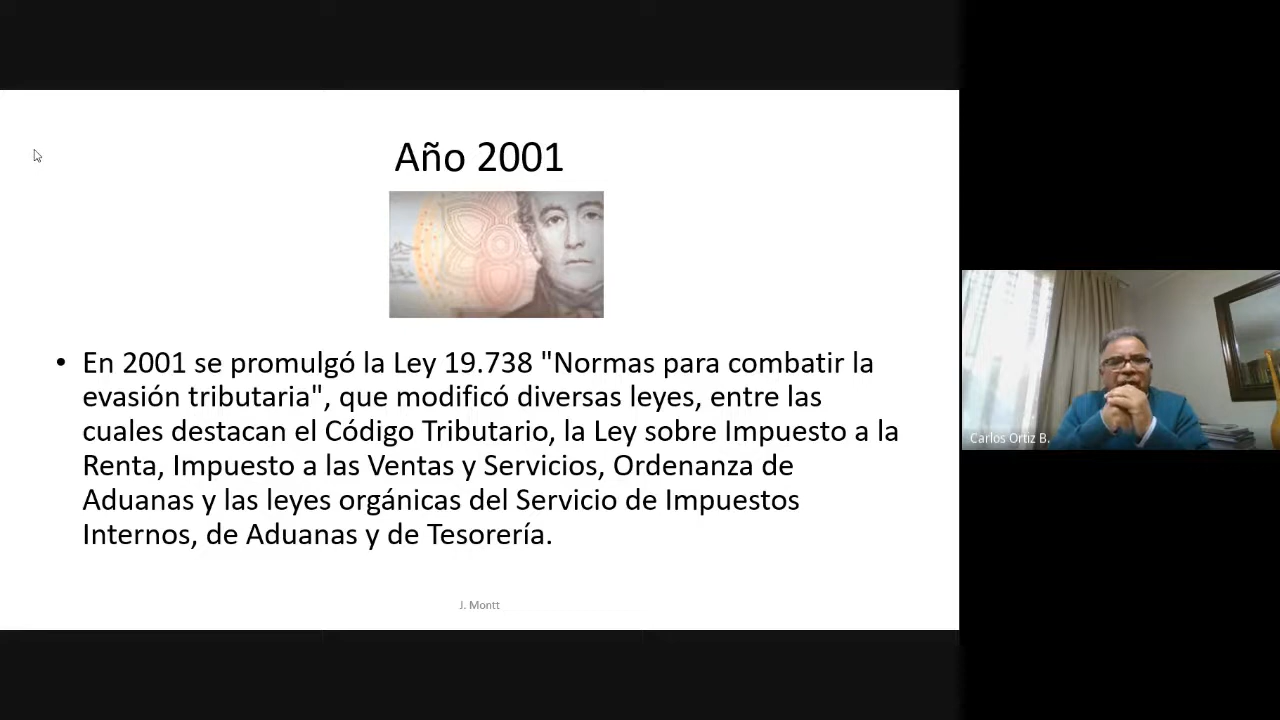 Año 2001
• En 2001 se promulgó la Ley 19.738 "Normas para combatir la
evasión tributaria", que modificó diversas leyes, entre las
cuales destacan el Código Tributario, la Ley sobre Impuesto a la
Renta, Impuesto a las Ventas y Servicios, Ordenanza de
Aduanas y las leyes orgánicas del Servicio de Impuestos
Internos, de Aduanas y de Tesorería.
J. Montt
Carlos Ortiz B.